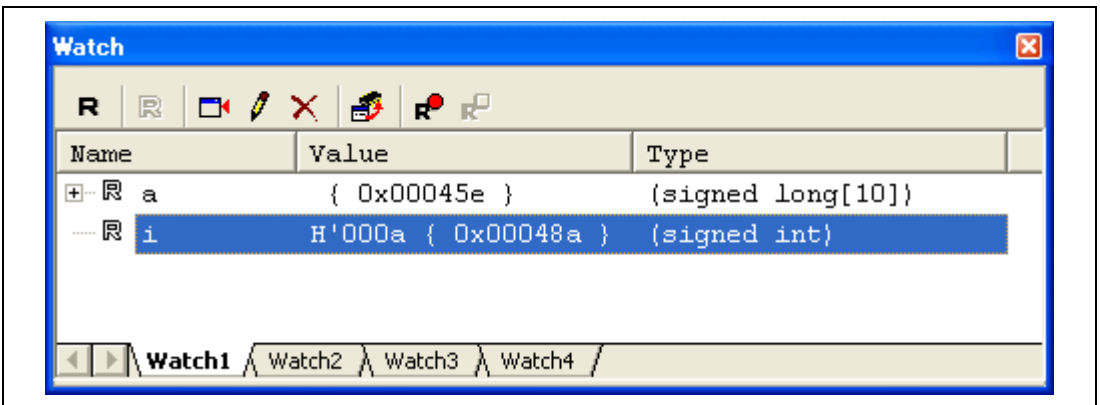 Watch
R R R R
Name Value Type
R a { 0x00045e } (signed long[10])
R i H'000a { 0x00048a } (signed int)
Watch1 Watch2 Watch3 Watch4